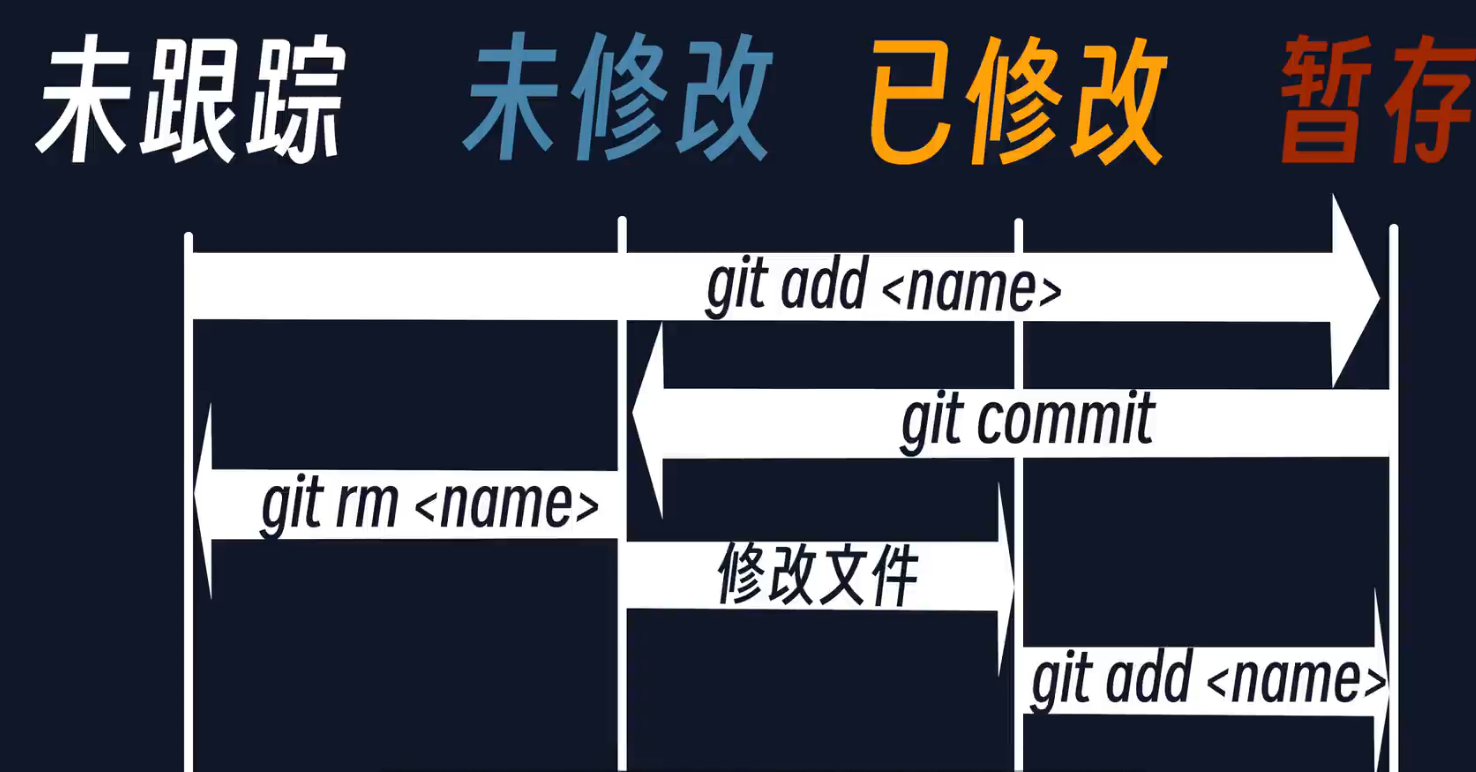 未跟踪 未修改 已修改 暂存
git add <name>
git commit
git rm <name>
修改文件
git add <name>